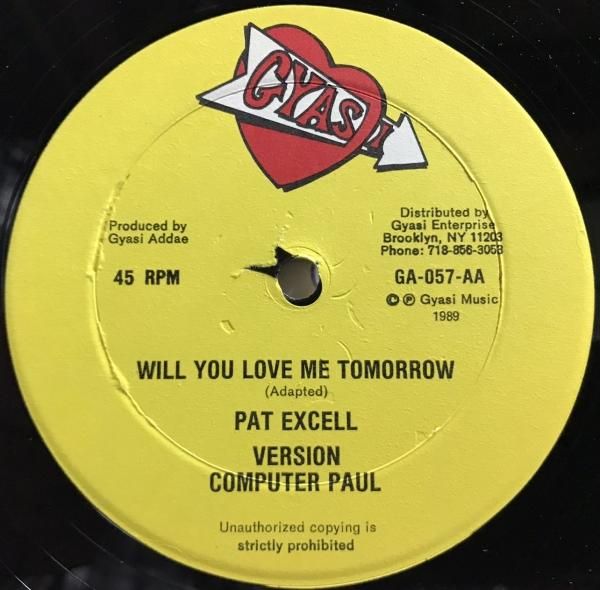 GYASI
Produced by
Gyasi Addae
Distributed by
Gyasi Enterprise
Brooklyn, NY 11203
Phone: 718-856-3053
45 RPM
GA-057-AA
© ℗ Gyasi Music
1989
WILL YOU LOVE ME TOMORROW
(Adapted)
PAT EXCELL
VERSION
COMPUTER PAUL
Unauthorized copying is
strictly prohibited